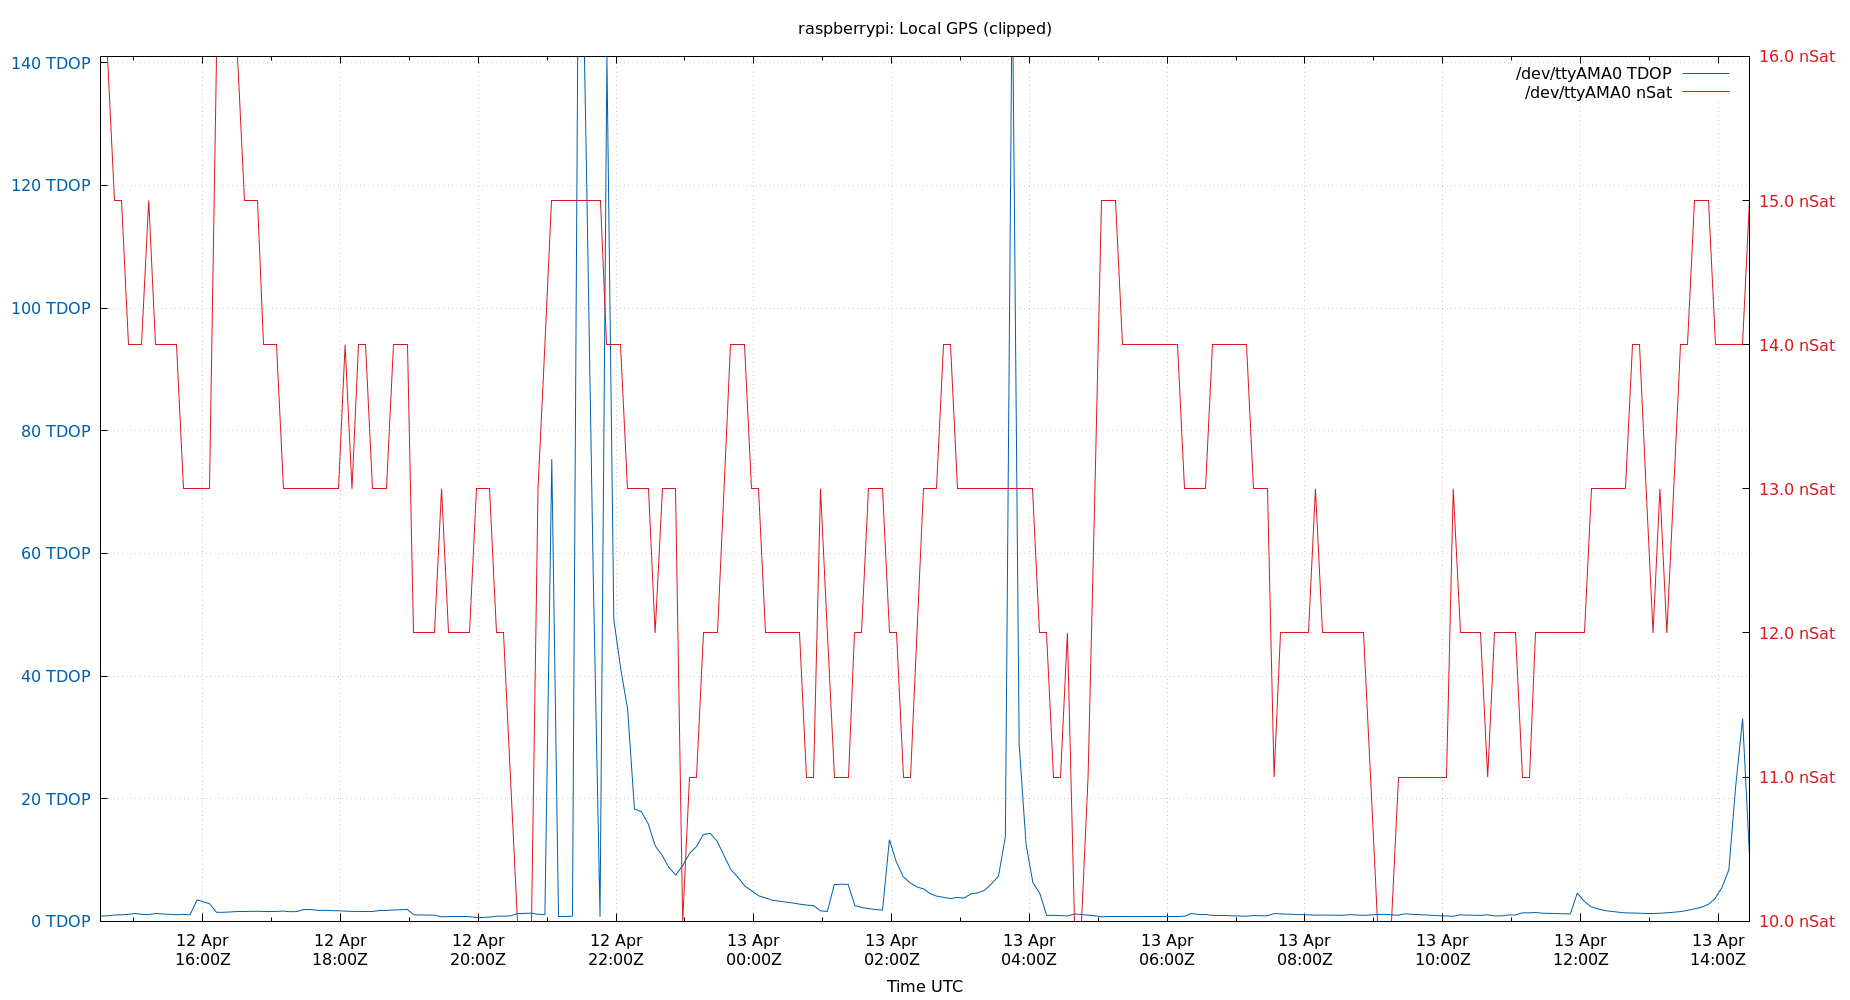 raspberrypi: Local GPS (clipped)
140 TDOP
120 TDOP
100 TDOP
80 TDOP
60 TDOP
40 TDOP
20 TDOP
0 TDOP
16.0 nSat
15.0 nSat
14.0 nSat
13.0 nSat
12.0 nSat
11.0 nSat
10.0 nSat
/dev/ttyAMA0 TDOP
/dev/ttyAMA0 nSat
12 Apr
16:00Z
12 Apr
18:00Z
12 Apr
20:00Z
12 Apr
22:00Z
13 Apr
00:00Z
13 Apr
02:00Z
13 Apr
04:00Z
13 Apr
06:00Z
13 Apr
08:00Z
13 Apr
10:00Z
13 Apr
12:00Z
13 Apr
14:00Z
Time UTC